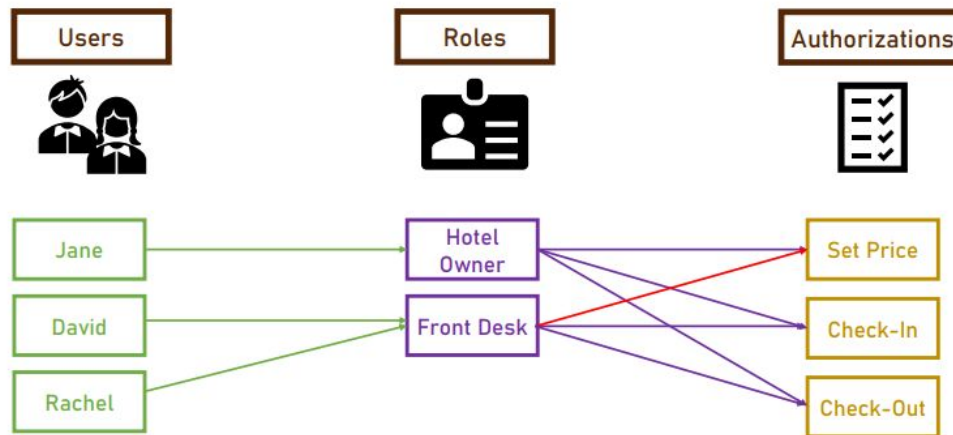 Users
Roles
Authorizations
Jane
Hotel
Owner
Set Price
David
Front Desk
Check-In
Rachel
Check-Out